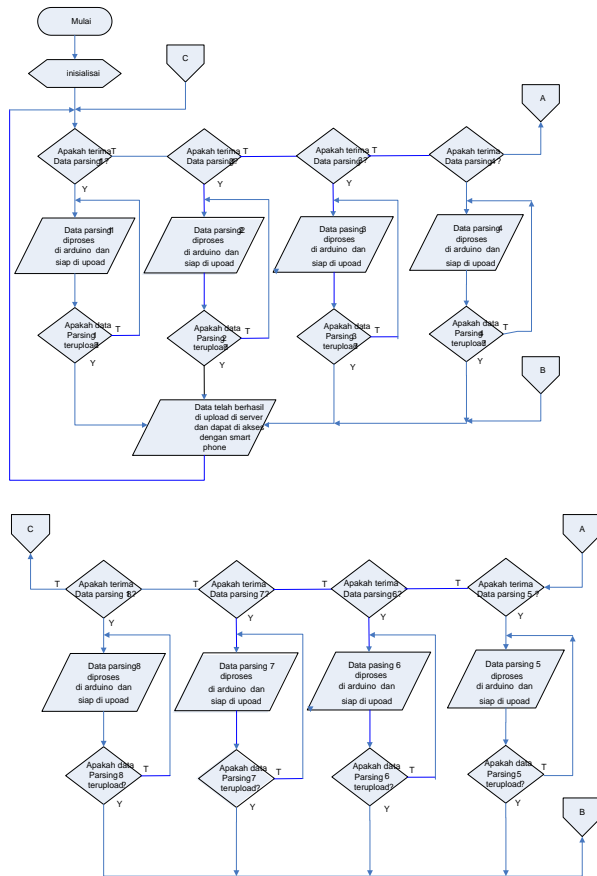 Mulai
inisialisai
C
A
Apakah terima
Data parsing 1?
T
Y
Apakah terima
Data parsing 2?
T
Y
Apakah terima
Data parsing 3?
T
Y
Apakah terima
Data parsing 4?
Y
Data parsing 1
diproses
di arduino dan
siap di upoad
Data parsing 2
diproses
di arduino dan
siap di upoad
Data parsing 3
diproses
di arduino dan
siap di upoad
Data parsing 4
diproses
di arduino dan
siap di upoad
Apakah data
Parsing 1
terupload?
T
Y
Apakah data
Parsing 2
terupload?
T
Y
Apakah data
Parsing 3
terupload?
T
Y
Apakah data
Parsing 4
terupload?
T
Y
B
Data telah berhasil
di upload di server
dan dapat di akses
dengan smart
phone
C
A
T
Apakah terima
Data parsing 8?
Y
T
Apakah terima
Data parsing 7?
Y
T
Apakah terima
Data parsing 6?
Y
T
Apakah terima
Data parsing 5 ?
Y
Data parsing 8
diproses
di arduino dan
siap di upoad
Data parsing 7
diproses
di arduino dan
siap di upoad
Data pasing 6
diproses
di arduino dan
siap di upoad
Data parsing 5
diproses
di arduino dan
siap di upoad
Apakah data
Parsing 8
terupload?
T
Y
Apakah data
Parsing 7
terupload?
T
Y
Apakah data
Parsing 6
terupload?
T
Y
Apakah data
Parsing 5
terupload?
T
Y
B